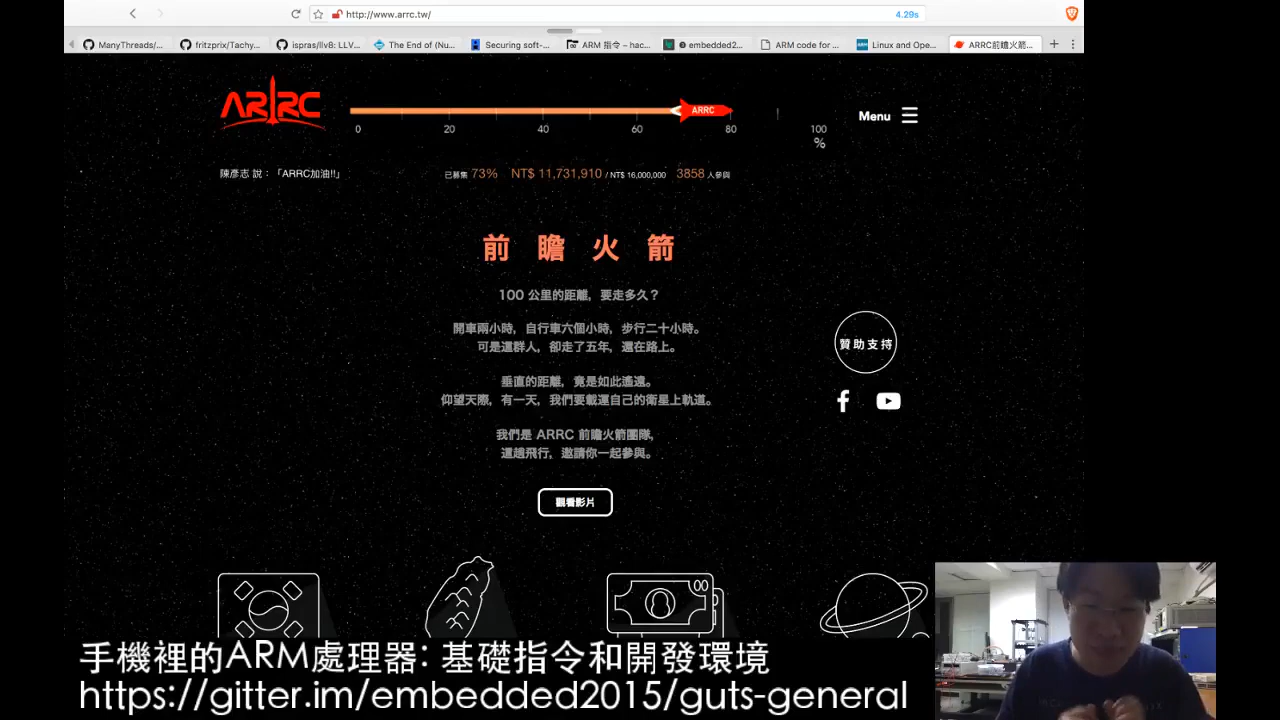 http://www.arrc.tw/
4.29s
ManyThreads/...
fritzprix/Tachy...
ispras/llv8: LLV...
The End of (Nu...
Securing soft-...
ARM 指令 – hac...
embedded2...
ARM code for ...
Linux and Ope...
ARRC前瞻火箭...
ARRC
ARRC
Menu
0 20 40 60 80 100
%
陳彥志 說：「ARRC加油!!」
已募集 73% NT$ 11,731,910 / NT$ 16,000,000 3858 人參與
前瞻火箭
100 公里的距離，要走多久？
開車兩小時，自行車六個小時，步行二十小時。
可是這群人，卻走了五年，還在路上。
垂直的距離，竟是如此遙遠。
仰望天際，有一天，我們要載運自己的衛星上軌道。
我們是 ARRC 前瞻火箭團隊，
這趟飛行，邀請你一起參與。
贊助支持
觀看影片
手機裡的ARM處理器: 基礎指令和開發環境
https://gitter.im/embedded2015/guts-general